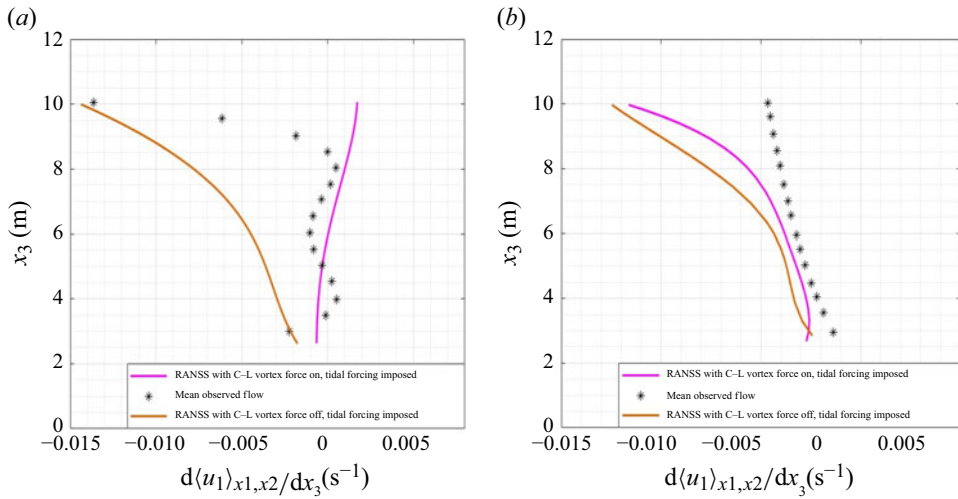 (a)
(b)
12
10
8
6
4
2
0
x₃ (m)
RANSS with C–L vortex force on, tidal forcing imposed
Mean observed flow
RANSS with C–L vortex force off, tidal forcing imposed
−0.015 −0.010 −0.005 0 0.005
d⟨u₁⟩x1,x2/dx₃(s⁻¹)
12
10
8
6
4
2
0
x₃ (m)
RANSS with C–L vortex force on, tidal forcing imposed
Mean observed flow
RANSS with C–L vortex force off, tidal forcing imposed
−0.015 −0.010 −0.005 0 0.005
d⟨u₁⟩x1,x2/dx₃(s⁻¹)